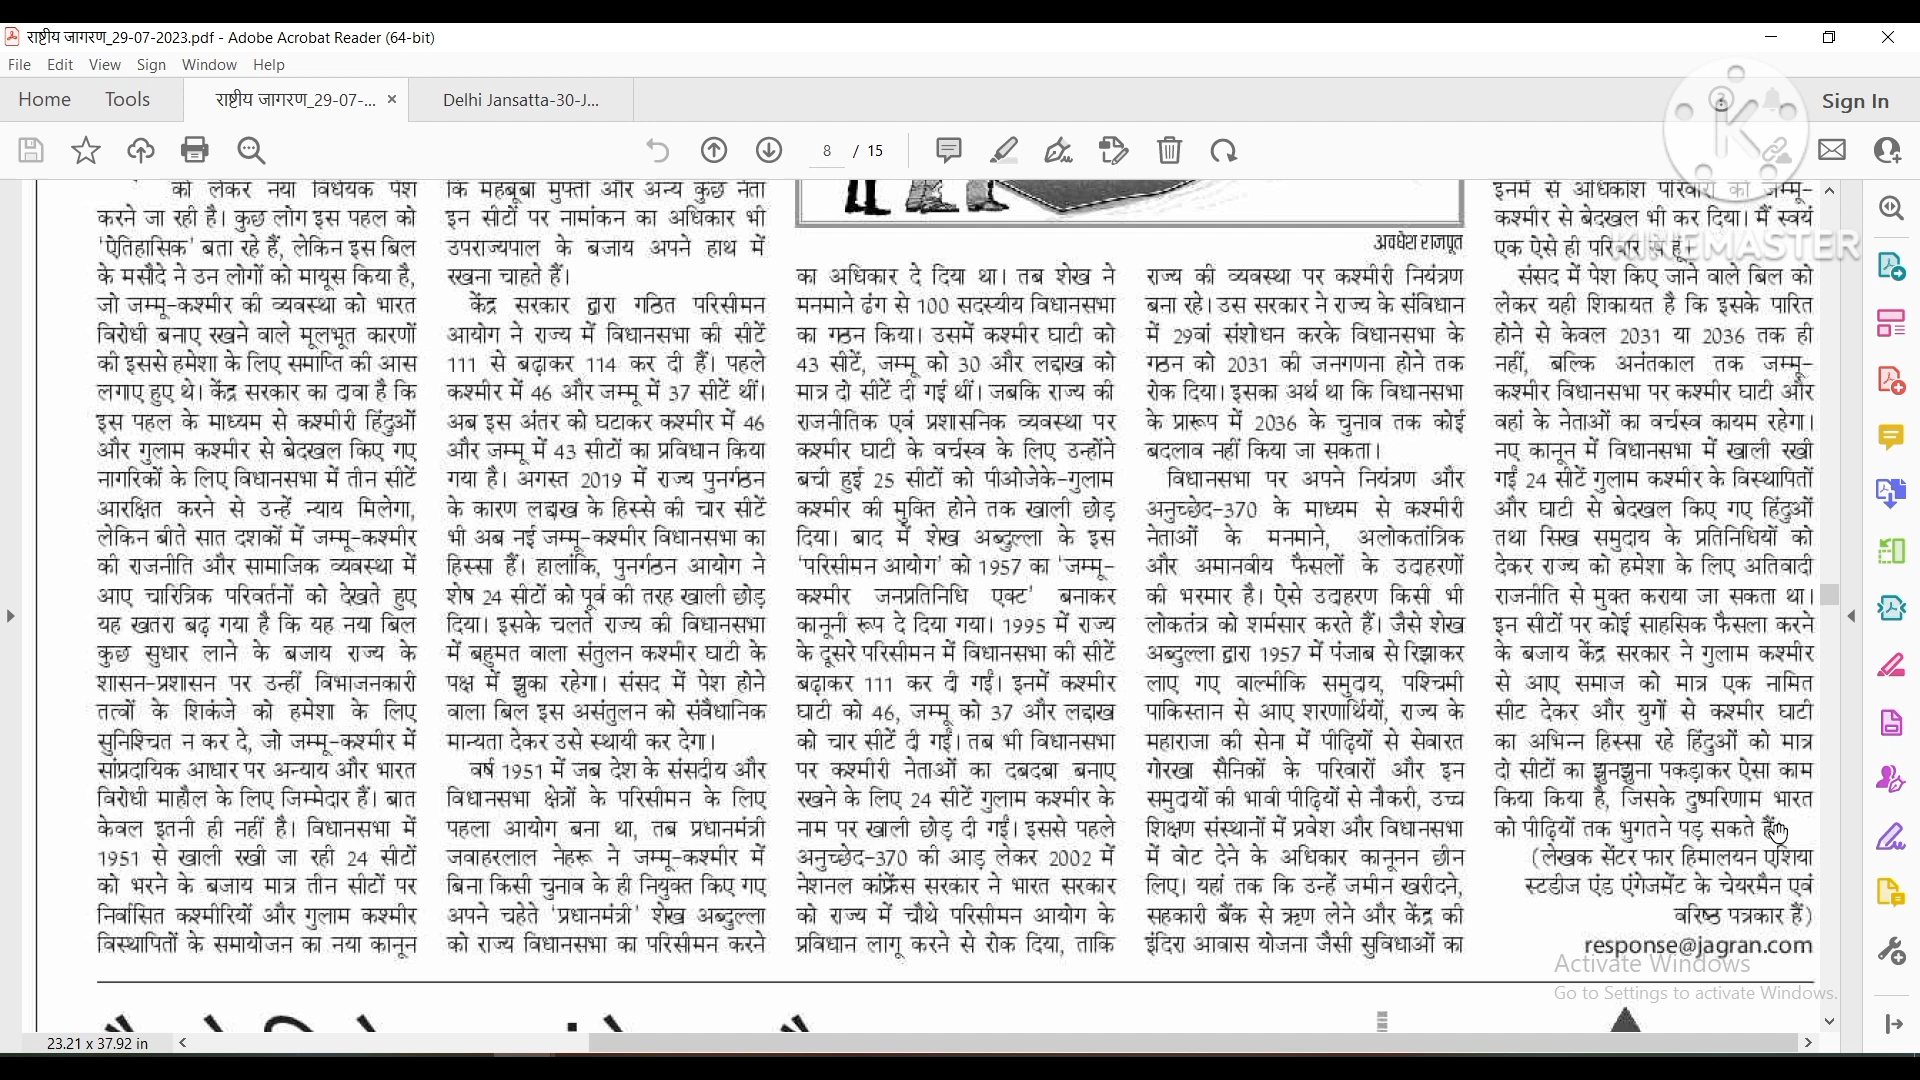 राष्टीय जागरण_29-07-2023.pdf - Adobe Acrobat Reader (64-bit)
File Edit View Sign Window Help
Home Tools राष्टीय जागरण_29-07-... × Delhi Jansatta-30-J... Sign In
8 / 15
KINEMASTER
को लेकर नया विधेयक पेश
करने जा रही है। कुछ लोग इस पहल को
'ऐतिहासिक' बता रहे हैं, लेकिन इस बिल
के मसौदे ने उन लोगों को मायूस किया है,
जो जम्मू-कश्मीर की व्यवस्था को भारत
विरोधी बनाए रखने वाले मूलभूत कारणों
की इससे हमेशा के लिए समाप्ति की आस
लगाए हुए थे। केंद्र सरकार का दावा है कि
इस पहल के माध्यम से कश्मीरी हिंदुओं
और गुलाम कश्मीर से बेदखल किए गए
नागरिकों के लिए विधानसभा में तीन सीटें
आरक्षित करने से उन्हें न्याय मिलेगा,
लेकिन बीते सात दशकों में जम्मू-कश्मीर
की राजनीति और सामाजिक व्यवस्था में
आए चारित्रिक परिवर्तनों को देखते हुए
यह खतरा बढ़ गया है कि यह नया बिल
कुछ सुधार लाने के बजाय राज्य के
शासन-प्रशासन पर उन्हीं विभाजनकारी
तत्वों के शिकंजे को हमेशा के लिए
सुनिश्चित न कर दे, जो जम्मू-कश्मीर में
सांप्रदायिक आधार पर अन्याय और भारत
विरोधी माहौल के लिए जिम्मेदार हैं। बात
केवल इतनी ही नहीं है। विधानसभा में
1951 से खाली रखी जा रही 24 सीटों
को भरने के बजाय मात्र तीन सीटों पर
निर्वासित कश्मीरियों और गुलाम कश्मीर
विस्थापितों के समायोजन का नया कानून
कि महबूबा मुफ्ती और अन्य कुछ नेता
इन सीटों पर नामांकन का अधिकार भी
उपराज्यपाल के बजाय अपने हाथ में
रखना चाहते हैं।
केंद्र सरकार द्वारा गठित परिसीमन
आयोग ने राज्य में विधानसभा की सीटें
111 से बढ़ाकर 114 कर दी हैं। पहले
कश्मीर में 46 और जम्मू में 37 सीटें थीं।
अब इस अंतर को घटाकर कश्मीर में 46
और जम्मू में 43 सीटों का प्रविधान किया
गया है। अगस्त 2019 में राज्य पुनर्गठन
के कारण लद्दाख के हिस्से की चार सीटें
भी अब नई जम्मू-कश्मीर विधानसभा का
हिस्सा हैं। हालांकि, पुनर्गठन आयोग ने
शेष 24 सीटों को पूर्व की तरह खाली छोड़
दिया। इसके चलते राज्य की विधानसभा
में बहुमत वाला संतुलन कश्मीर घाटी के
पक्ष में झुका रहेगा। संसद में पेश होने
वाला बिल इस असंतुलन को संवैधानिक
मान्यता देकर उसे स्थायी कर देगा।
वर्ष 1951 में जब देश के संसदीय और
विधानसभा क्षेत्रों के परिसीमन के लिए
पहला आयोग बना था, तब प्रधानमंत्री
जवाहरलाल नेहरू ने जम्मू-कश्मीर में
बिना किसी चुनाव के ही नियुक्त किए गए
अपने चहेते 'प्रधानमंत्री' शेख अब्दुल्ला
को राज्य विधानसभा का परिसीमन करने
अवधेश राजपूत
का अधिकार दे दिया था। तब शेख ने
मनमाने ढंग से 100 सदस्यीय विधानसभा
का गठन किया। उसमें कश्मीर घाटी को
43 सीटें, जम्मू को 30 और लद्दाख को
मात्र दो सीटें दी गई थीं। जबकि राज्य की
राजनीतिक एवं प्रशासनिक व्यवस्था पर
कश्मीर घाटी के वर्चस्व के लिए उन्होंने
बची हुई 25 सीटों को पीओजेके-गुलाम
कश्मीर की मुक्ति होने तक खाली छोड़
दिया। बाद में शेख अब्दुल्ला के इस
'परिसीमन आयोग' को 1957 का 'जम्मू-
कश्मीर जनप्रतिनिधि एक्ट' बनाकर
कानूनी रूप दे दिया गया। 1995 में राज्य
के दूसरे परिसीमन में विधानसभा की सीटें
बढ़ाकर 111 कर दी गईं। इनमें कश्मीर
घाटी को 46, जम्मू को 37 और लद्दाख
को चार सीटें दी गईं। तब भी विधानसभा
पर कश्मीरी नेताओं का दबदबा बनाए
रखने के लिए 24 सीटें गुलाम कश्मीर के
नाम पर खाली छोड़ दी गईं। इससे पहले
अनुच्छेद-370 की आड़ लेकर 2002 में
नेशनल कांफ्रेंस सरकार ने भारत सरकार
को राज्य में चौथे परिसीमन आयोग के
प्रविधान लागू करने से रोक दिया, ताकि
राज्य की व्यवस्था पर कश्मीरी नियंत्रण
बना रहे। उस सरकार ने राज्य के संविधान
में 29वां संशोधन करके विधानसभा के
गठन को 2031 की जनगणना होने तक
रोक दिया। इसका अर्थ था कि विधानसभा
के प्रारूप में 2036 के चुनाव तक कोई
बदलाव नहीं किया जा सकता।
विधानसभा पर अपने नियंत्रण और
अनुच्छेद-370 के माध्यम से कश्मीरी
नेताओं के मनमाने, अलोकतांत्रिक
और अमानवीय फैसलों के उदाहरणों
की भरमार है। ऐसे उदाहरण किसी भी
लोकतंत्र को शर्मसार करते हैं। जैसे शेख
अब्दुल्ला द्वारा 1957 में पंजाब से रिझाकर
लाए गए वाल्मीकि समुदाय, पश्चिमी
पाकिस्तान से आए शरणार्थियों, राज्य के
महाराजा की सेना में पीढ़ियों से सेवारत
गोरखा सैनिकों के परिवारों और इन
समुदायों की भावी पीढ़ियों से नौकरी, उच्च
शिक्षण संस्थानों में प्रवेश और विधानसभा
में वोट देने के अधिकार कानूनन छीन
लिए। यहां तक कि उन्हें जमीन खरीदने,
सहकारी बैंक से ऋण लेने और केंद्र की
इंदिरा आवास योजना जैसी सुविधाओं का
इनमें से अधिकांश परिवारों को जम्मू-
कश्मीर से बेदखल भी कर दिया। मैं स्वयं
एक ऐसे ही परिवार से हूं।
संसद में पेश किए जाने वाले बिल को
लेकर यही शिकायत है कि इसके पारित
होने से केवल 2031 या 2036 तक ही
नहीं, बल्कि अनंतकाल तक जम्मू-
कश्मीर विधानसभा पर कश्मीर घाटी और
वहां के नेताओं का वर्चस्व कायम रहेगा।
नए कानून में विधानसभा में खाली रखी
गईं 24 सीटें गुलाम कश्मीर के विस्थापितों
और घाटी से बेदखल किए गए हिंदुओं
तथा सिख समुदाय के प्रतिनिधियों को
देकर राज्य को हमेशा के लिए अतिवादी
राजनीति से मुक्त कराया जा सकता था।
इन सीटों पर कोई साहसिक फैसला करने
के बजाय केंद्र सरकार ने गुलाम कश्मीर
से आए समाज को मात्र एक नामित
सीट देकर और युगों से कश्मीर घाटी
का अभिन्न हिस्सा रहे हिंदुओं को मात्र
दो सीटों का झुनझुना पकड़ाकर ऐसा काम
किया किया है, जिसके दुष्परिणाम भारत
को पीढ़ियों तक भुगतने पड़ सकते हैं।
(लेखक सेंटर फार हिमालयन एशिया
स्टडीज एंड एंगेजमेंट के चेयरमैन एवं
वरिष्ठ पत्रकार हैं)
response@jagran.com
Activate Windows
Go to Settings to activate Windows.
23.21 x 37.92 in